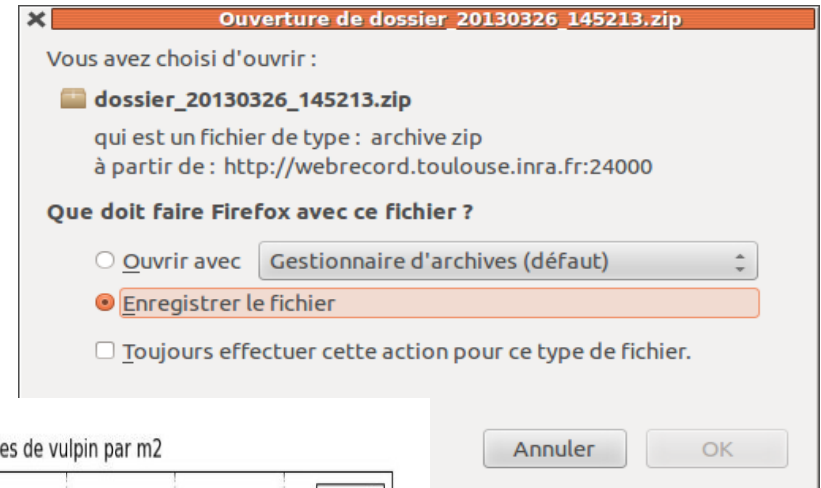 Ouverture de dossier_20130326_145213.zip
Vous avez choisi d'ouvrir :
dossier_20130326_145213.zip
qui est un fichier de type : archive zip
à partir de : http://webrecord.toulouse.inra.fr:24000
Que doit faire Firefox avec ce fichier ?
Ouvrir avec Gestionnaire d'archives (défaut)
Enregistrer le fichier
Toujours effectuer cette action pour ce type de fichier.
es de vulpin par m2
Annuler OK